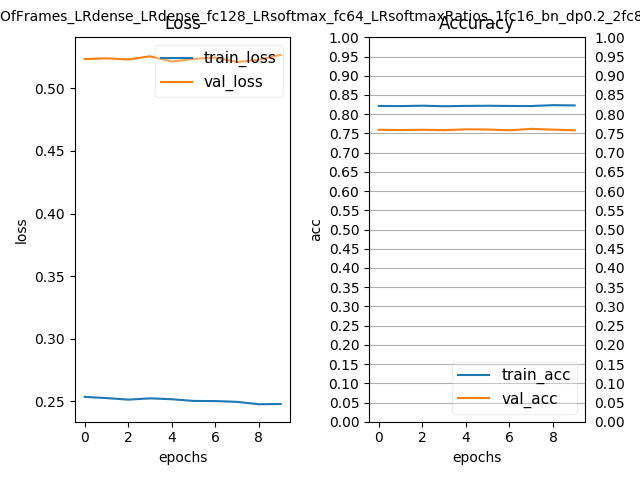 OfFrames_LRdense_LRdense_fc128_LRsoftmax_fc64_LRsoftmaxRatios_1fc16_bn_dp0.2_2fc8
Loss
train_loss
val_loss
0.50
0.45
0.40
0.35
0.30
0.25
loss
0 2 4 6 8
epochs
Accuracy
1.00 1.00
0.95 0.95
0.90 0.90
0.85 0.85
0.80 0.80
0.75 0.75
0.70 0.70
0.65 0.65
0.60 0.60
0.55 0.55
0.50 0.50
0.45 0.45
0.40 0.40
0.35 0.35
0.30 0.30
0.25 0.25
0.20 0.20
0.15 0.15
0.10 0.10
0.05 0.05
0.00 0.00
acc
train_acc
val_acc
0 2 4 6 8
epochs